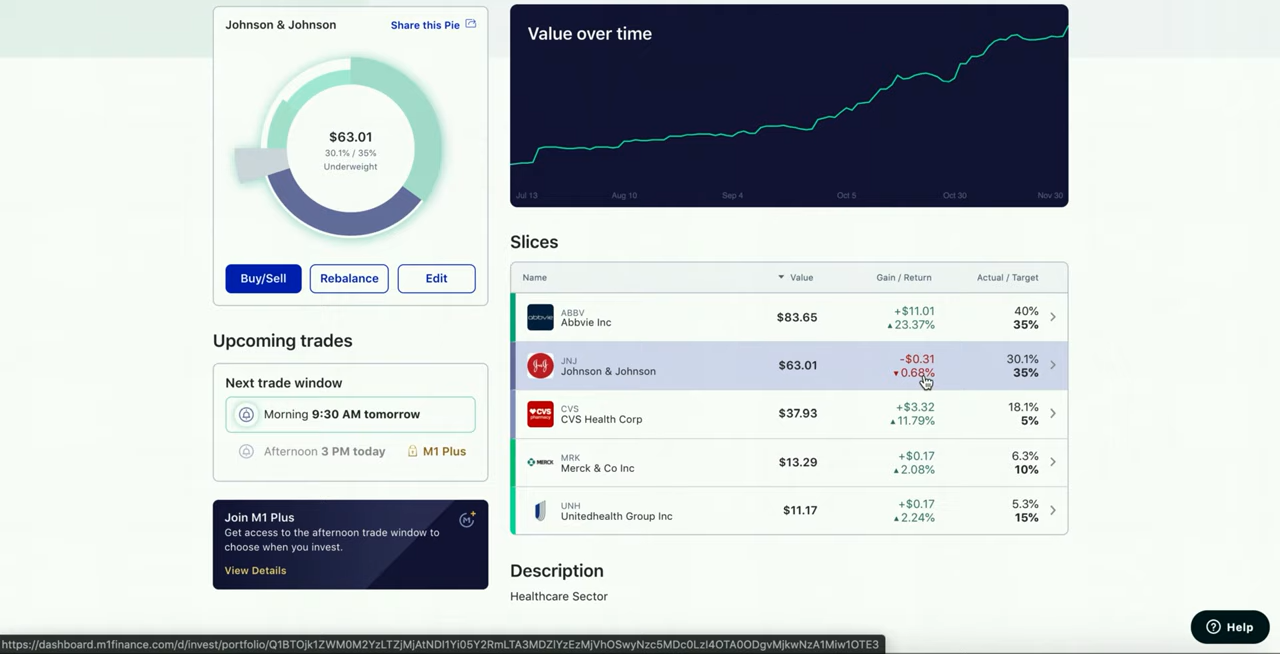 Johnson & Johnson
Share this Pie
$63.01
30.1% / 35%
Underweight
Buy/Sell
Rebalance
Edit
Upcoming trades
Next trade window
Morning 9:30 AM tomorrow
Afternoon 3 PM today
M1 Plus
Join M1 Plus
Get access to the afternoon trade window to
choose when you invest.
View Details
Value over time
Jul 13 Aug 10 Sep 4 Oct 5 Oct 30 Nov 30
Slices
Name Value Gain / Return Actual / Target
abbvie
ABBV
Abbvie Inc
$83.65
+$11.01
▲23.37%
40%
35%
JNJ
Johnson & Johnson
$63.01
-$0.31
▼0.68%
30.1%
35%
CVS
pharmacy
CVS
CVS Health Corp
$37.93
+$3.32
▲11.79%
18.1%
5%
MERCK
MRK
Merck & Co Inc
$13.29
+$0.17
▲2.08%
6.3%
10%
UNH
Unitedhealth Group Inc
$11.17
+$0.17
▲2.24%
5.3%
15%
Description
Healthcare Sector
Help